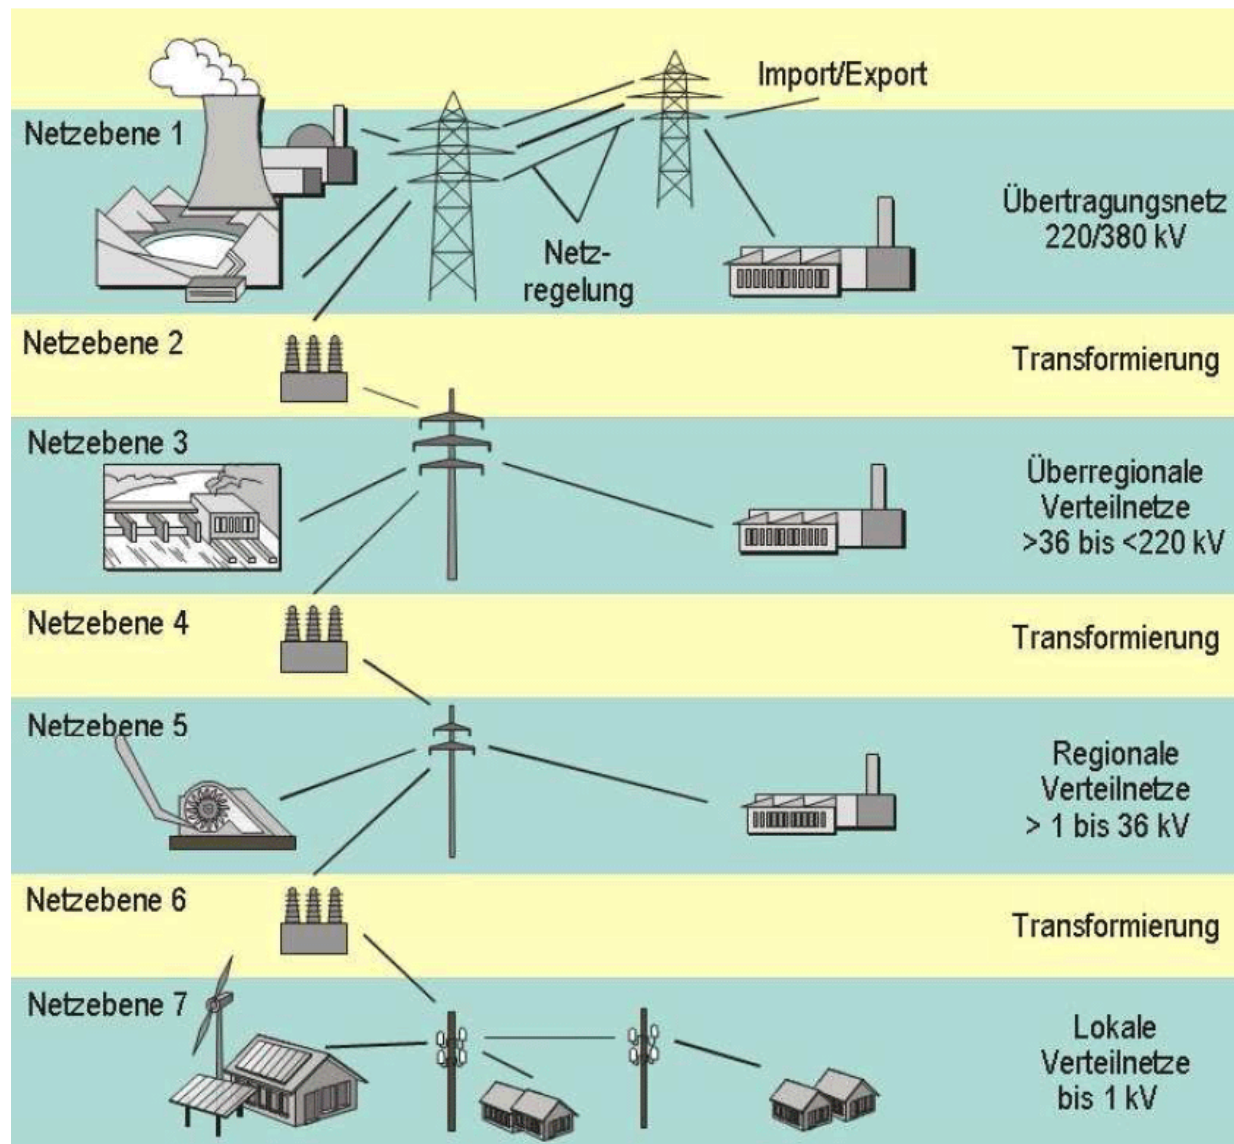 Import/Export
Netzebene 1
Übertragungsnetz
220/380 kV
Netz-
regelung
Netzebene 2
Transformierung
Netzebene 3
Überregionale
Verteilnetze
>36 bis <220 kV
Netzebene 4
Transformierung
Netzebene 5
Regionale
Verteilnetze
> 1 bis 36 kV
Netzebene 6
Transformierung
Netzebene 7
Lokale
Verteilnetze
bis 1 kV